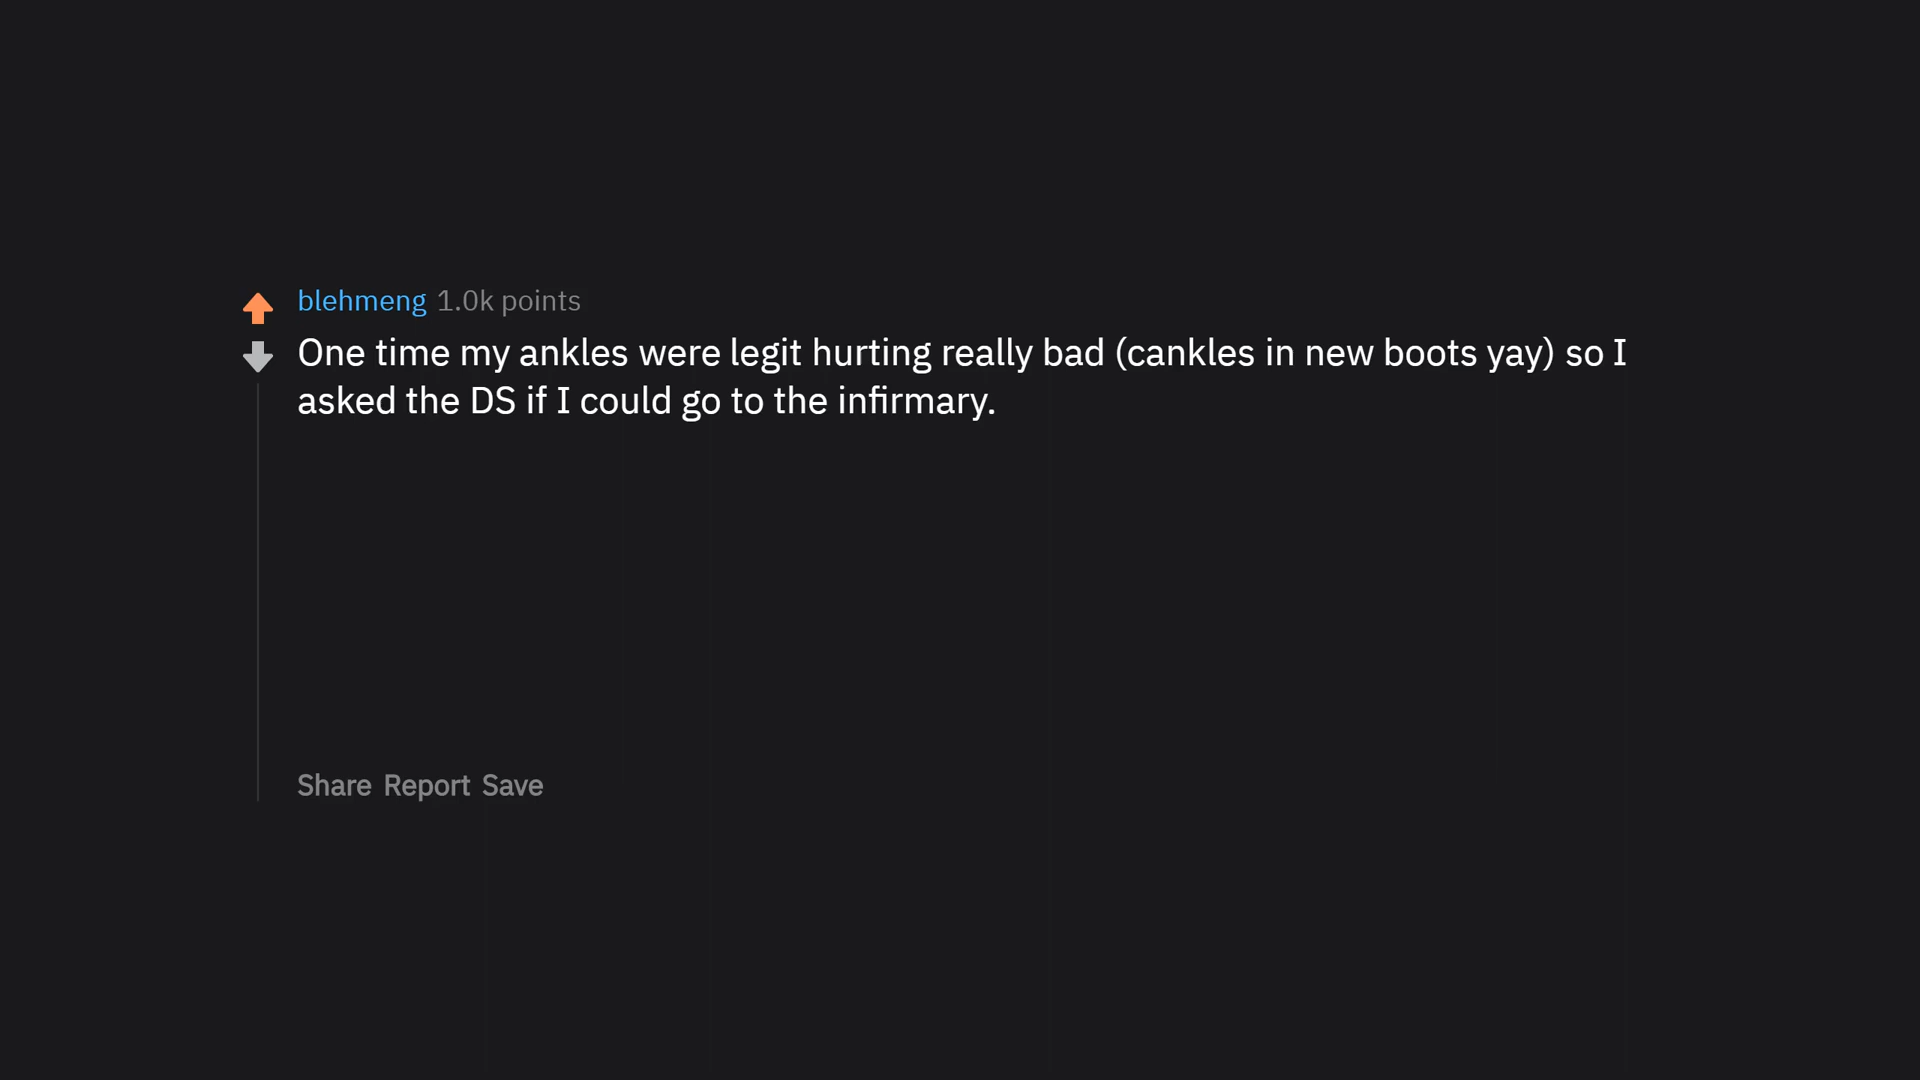 blehmeng 1.0k points
One time my ankles were legit hurting really bad (cankles in new boots yay) so I
asked the DS if I could go to the infirmary.
Share Report Save